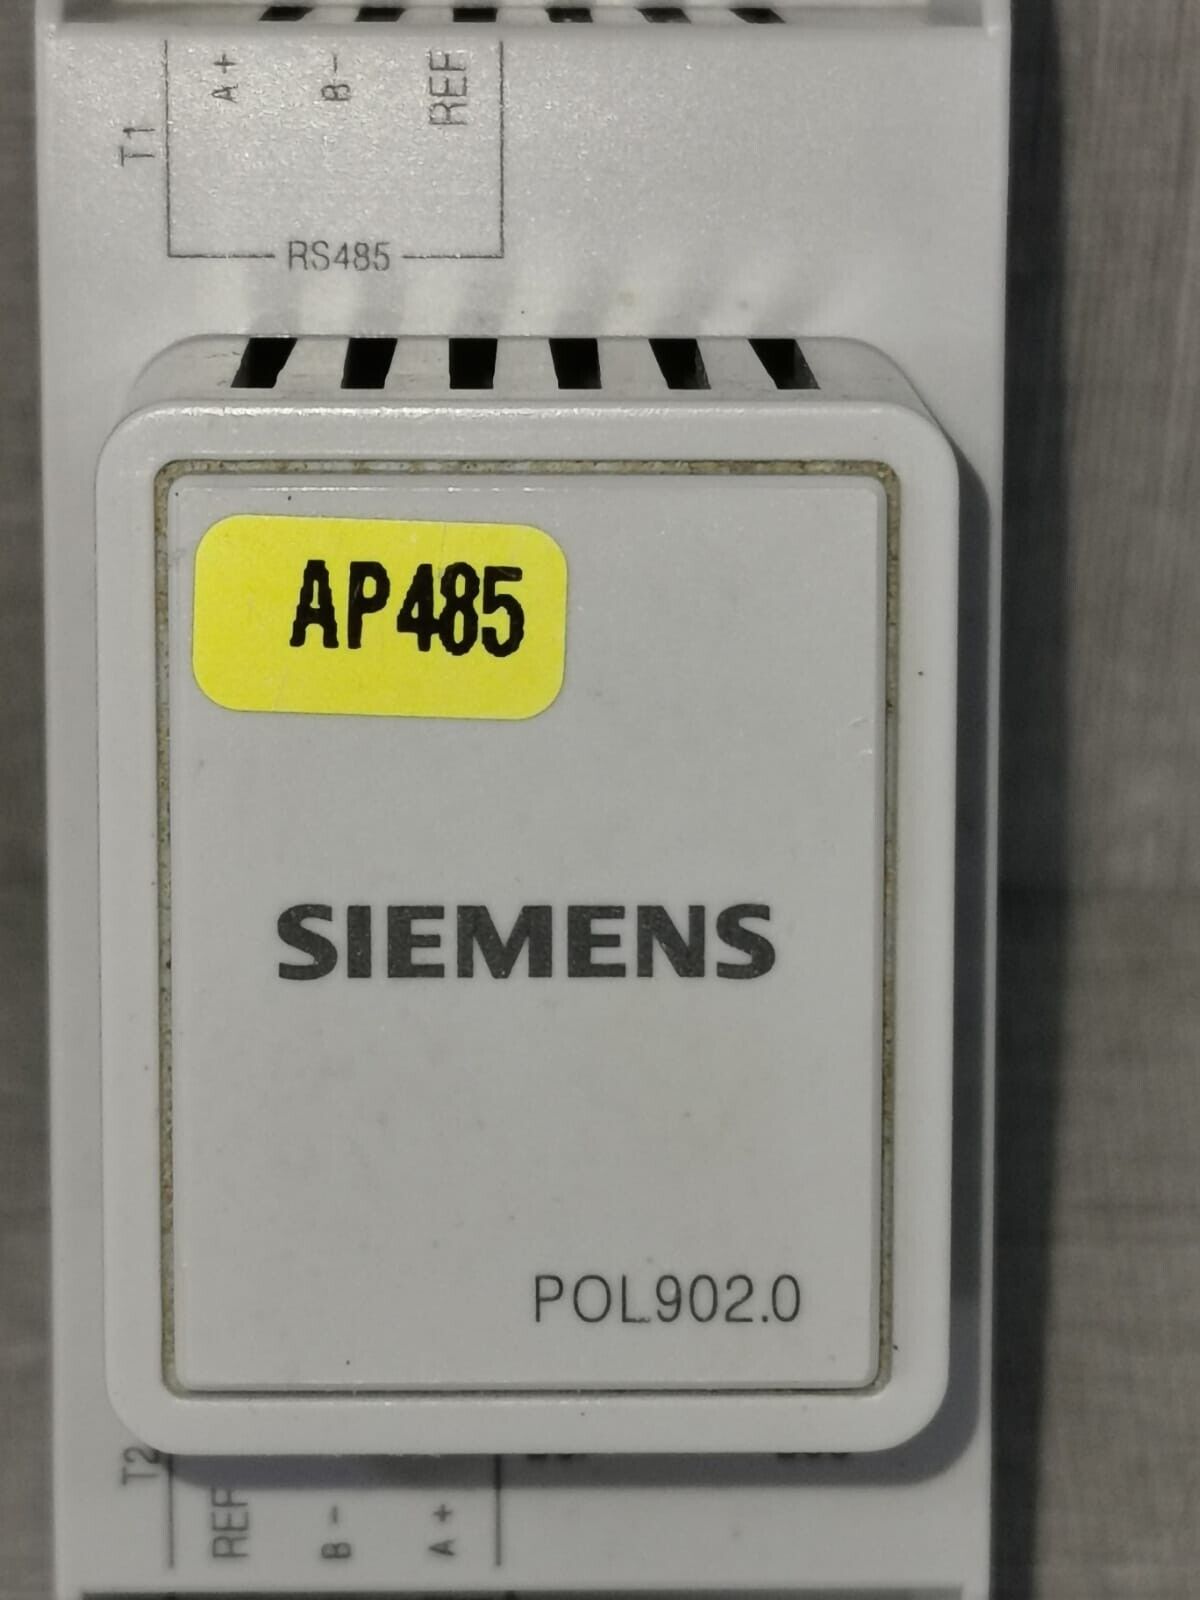 A+
B-
REF
T1
RS485
AP485
SIEMENS
POL902.0
T2
REF
B-
A+